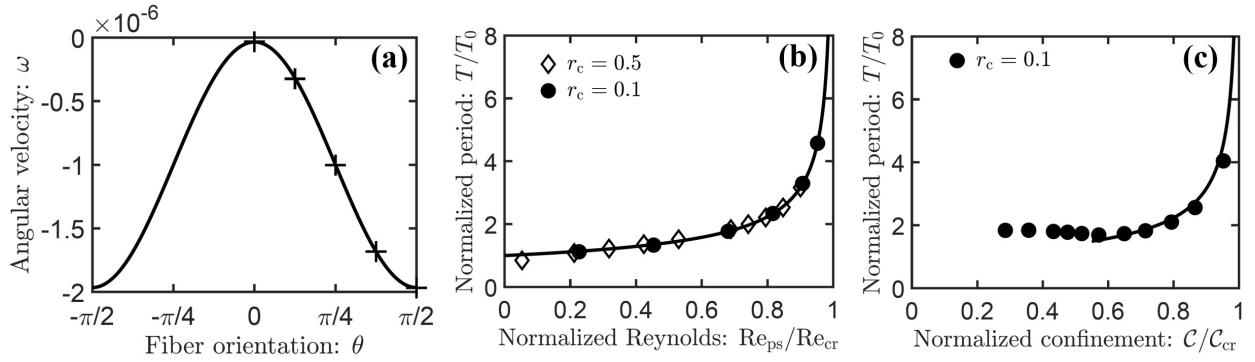 ×10⁻⁶
(a)
Angular velocity: ω
0
-0.5
-1
-1.5
-2
-π/2
-π/4
0
π/4
π/2
Fiber orientation: θ
(b)
r_c = 0.5
r_c = 0.1
Normalized period: T/T₀
8
6
4
2
0
0
0.2
0.4
0.6
0.8
1
Normalized Reynolds: Re_ps/Re_cr
(c)
r_c = 0.1
Normalized period: T/T₀
8
6
4
2
0
0
0.2
0.4
0.6
0.8
1
Normalized confinement: 𝒞/𝒞_cr